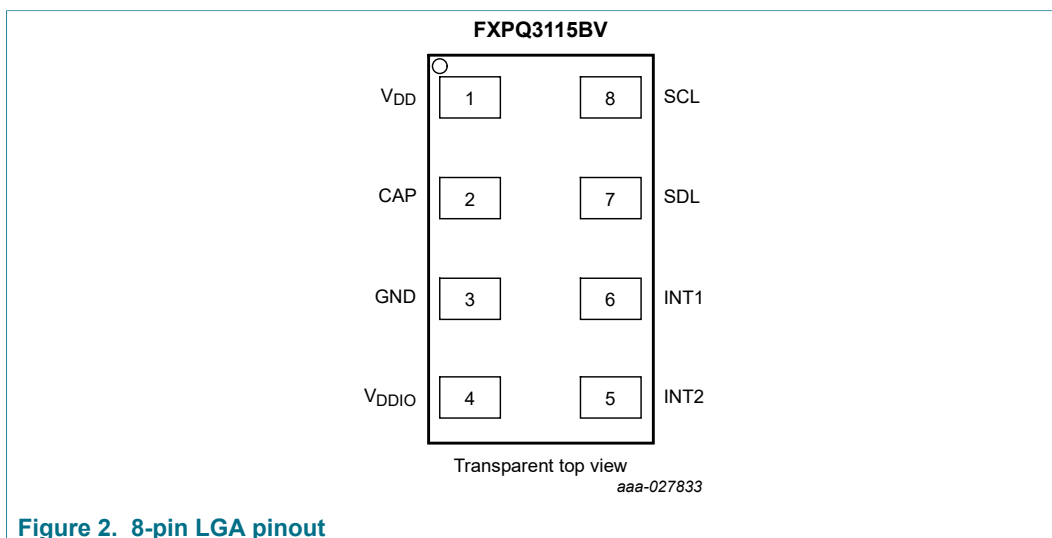 FXPQ3115BV
VDD 1 8 SCL
CAP 2 7 SDL
GND 3 6 INT1
VDDIO 4 5 INT2
Transparent top view
aaa-027833
Figure 2. 8-pin LGA pinout